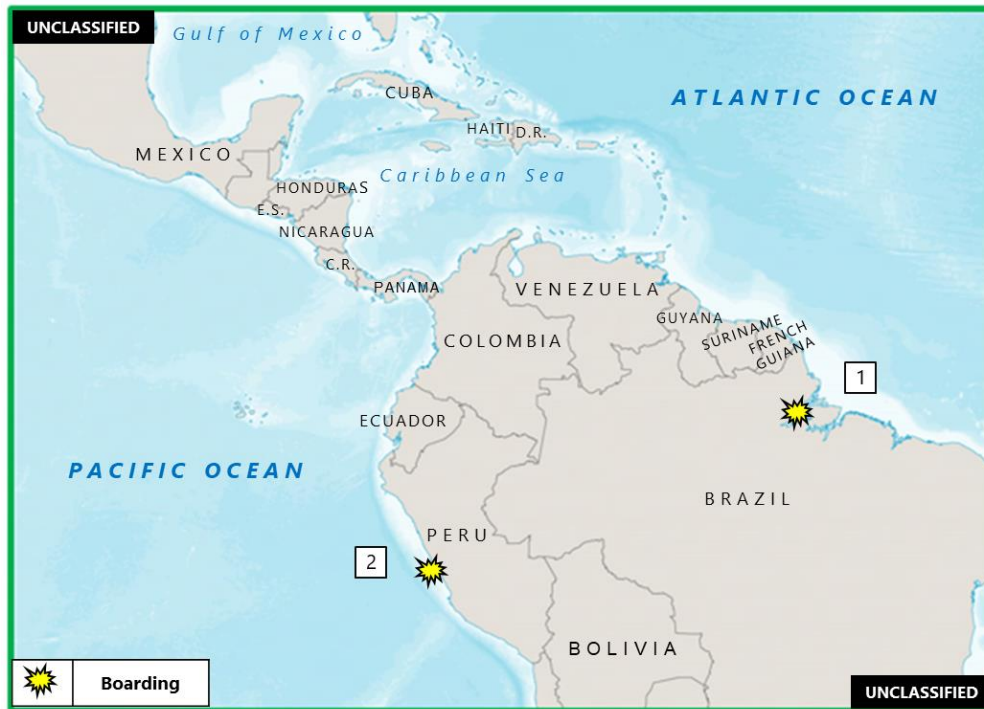 UNCLASSIFIED
Gulf of Mexico
ATLANTIC OCEAN
CUBA
HAITI
D.R.
MEXICO
Caribbean Sea
HONDURAS
E.S.
NICARAGUA
C.R.
PANAMA
VENEZUELA
GUYANA
SURINAME
FRENCH
GUIANA
COLOMBIA
1
ECUADOR
PACIFIC OCEAN
BRAZIL
PERU
2
BOLIVIA
Boarding
UNCLASSIFIED